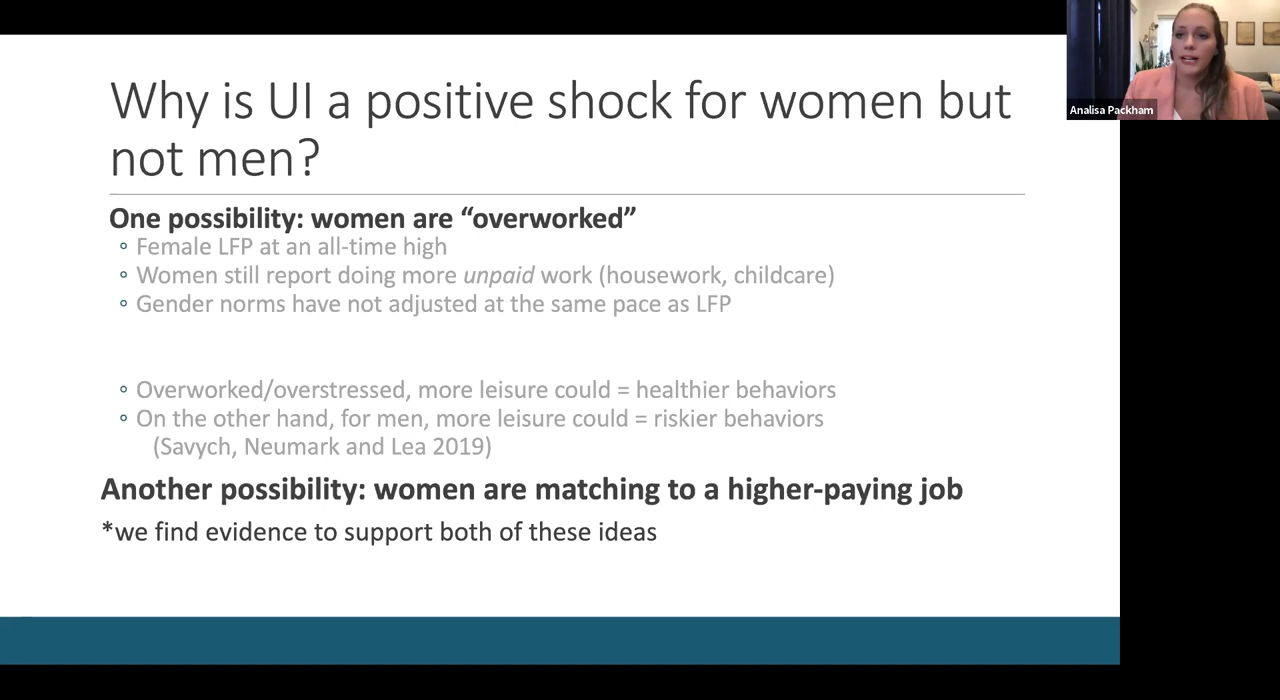 Why is UI a positive shock for women but
not men?
One possibility: women are “overworked”
◦ Female LFP at an all-time high
◦ Women still report doing more unpaid work (housework, childcare)
◦ Gender norms have not adjusted at the same pace as LFP
◦ Overworked/overstressed, more leisure could = healthier behaviors
◦ On the other hand, for men, more leisure could = riskier behaviors
(Savych, Neumark and Lea 2019)
Another possibility: women are matching to a higher-paying job
*we find evidence to support both of these ideas
Analisa Packham